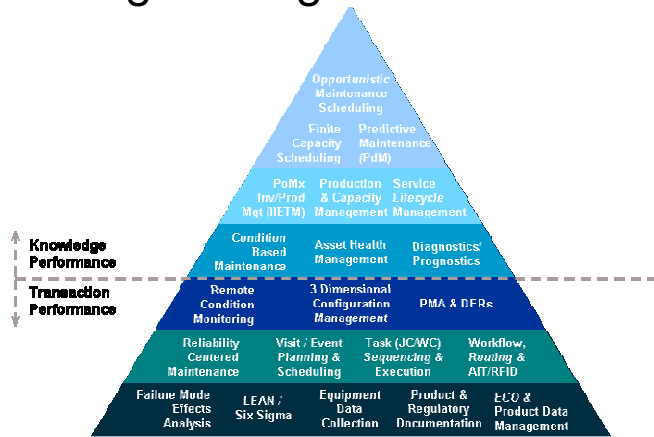 Opportunistic
Maintenance
Scheduling
Finite Predictive
Capacity Maintenance
Scheduling (PdM)
PoMx Production Service
Inv/Prod & Capacity Lifecycle
Mgt (IETM) Management Management
Knowledge
Performance
Condition
Based
Maintenance
Asset Health
Management
Diagnostics/
Prognostics
Transaction
Performance
Remote
Condition
Monitoring
3 Dimensional
Configuration
Management
PMA & DERs
Reliability
Centered
Maintenance
Visit / Event
Planning &
Scheduling
Task (JC/WC)
Sequencing &
Execution
Workflow,
Routing &
AIT/RFID
Failure Mode
Effects
Analysis
LEAN /
Six Sigma
Equipment
Data
Collection
Product &
Regulatory
Documentation
ECO &
Product Data
Management